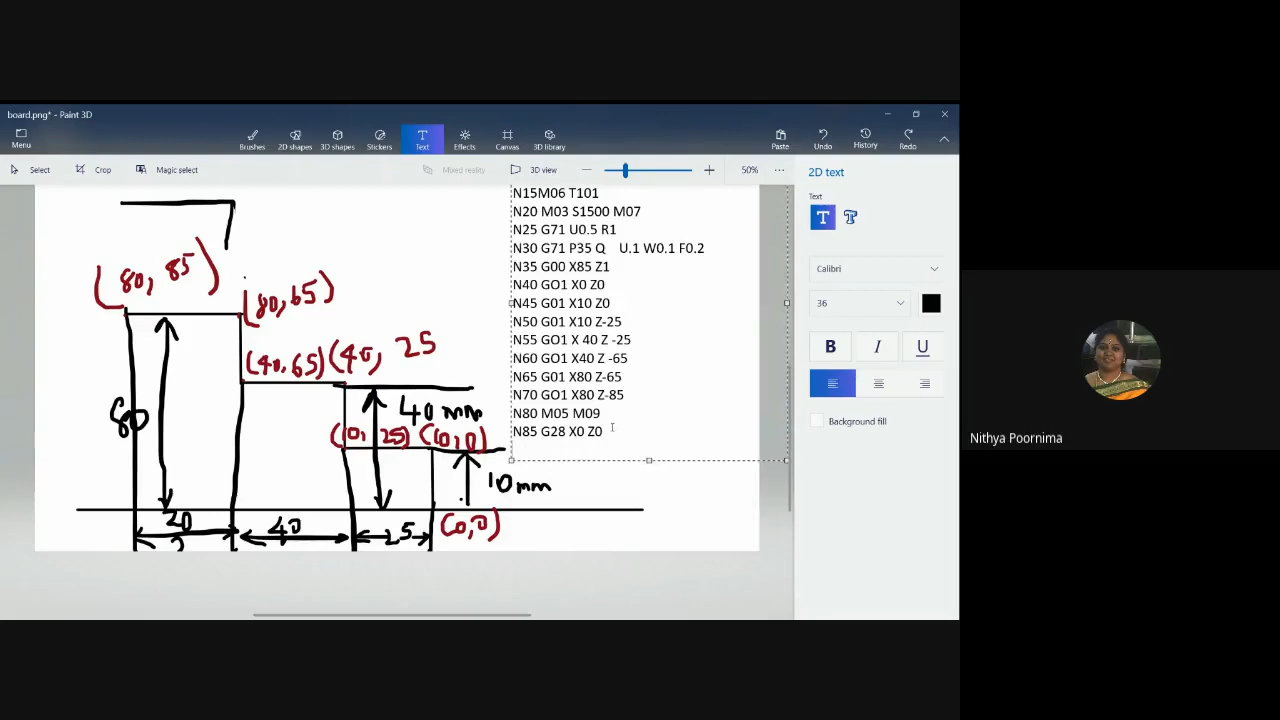 board.png* - Paint 3D
Menu
Brushes 2D shapes 3D shapes Stickers Text Effects Canvas 3D library Paste Undo History Redo
Select Crop Magic select Mixed reality 3D view 50%
2D text
Text
Calibri
36
B I U
Background fill
N15M06 T101
N20 M03 S1500 M07
N25 G71 U0.5 R1
N30 G71 P35 Q U.1 W0.1 F0.2
N35 G00 X85 Z1
N40 GO1 X0 Z0
N45 G01 X10 Z0
N50 G01 X10 Z-25
N55 GO1 X 40 Z -25
N60 GO1 X40 Z -65
N65 G01 X80 Z-65
N70 GO1 X80 Z-85
N80 M05 M09
N85 G28 X0 Z0
(80, 85)
(80,65)
(40,65) (40, 25
80
40 mm
(10, 25) (10,0)
10mm
20 40 25 (0,0)
Nithya Poornima